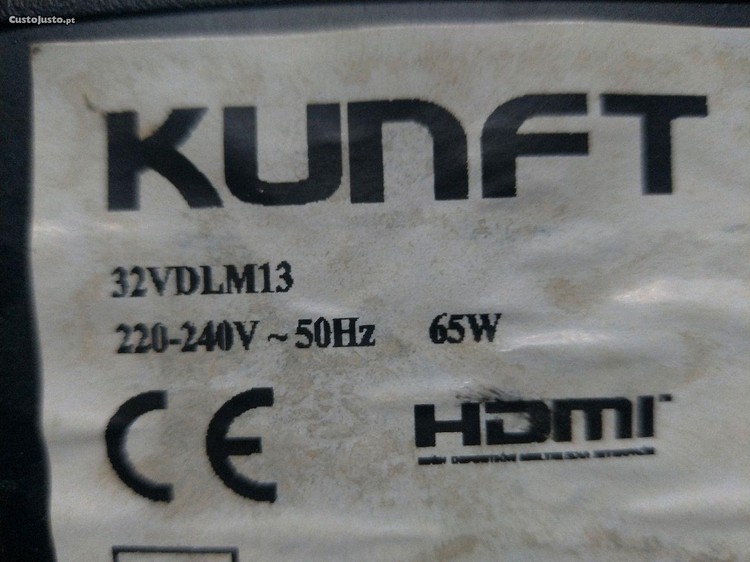 CustoJusto.pt
KUNFT
32VDLM13
220-240V ~ 50Hz 65W
CE
HDMI